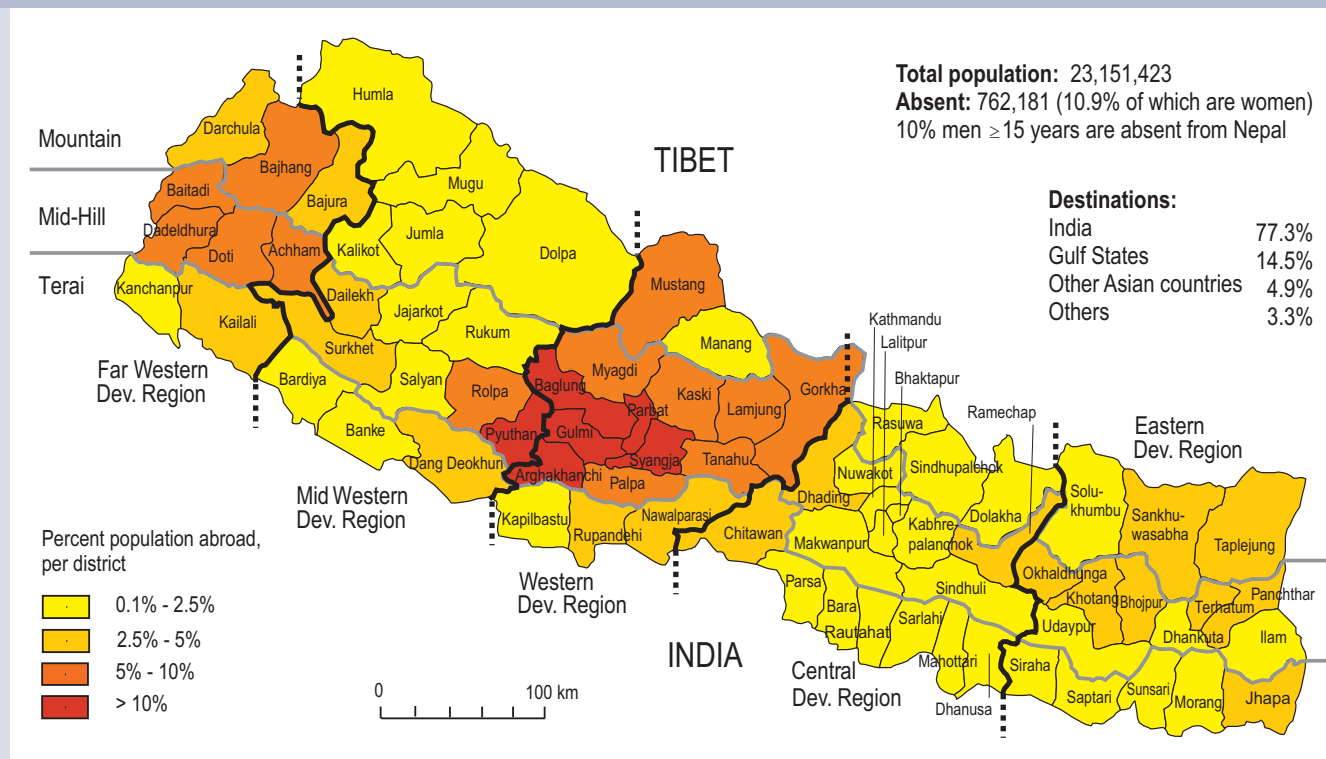 Total population: 23,151,423
Absent: 762,181 (10.9% of which are women)
10% men ≥15 years are absent from Nepal
Destinations:
India 77.3%
Gulf States 14.5%
Other Asian countries 4.9%
Others 3.3%
Mountain
Mid-Hill
Terai
TIBET
INDIA
Far Western
Dev. Region
Mid Western
Dev. Region
Western
Dev. Region
Central
Dev. Region
Eastern
Dev. Region
Darchula
Bajhang
Baitadi
Bajura
Dadeldhura
Doti
Achham
Kanchanpur
Kailali
Humla
Mugu
Jumla
Kalikot
Dolpa
Dailekh
Jajarkot
Rukum
Surkhet
Bardiya
Salyan
Rolpa
Banke
Pyuthan
Dang Deokhuri
Mustang
Manang
Myagdi
Baglung
Kaski
Lamjung
Gorkha
Parbat
Gulmi
Syangja
Tanahu
Arghakhanchi
Palpa
Kapilbastu
Rupandehi
Nawalparasi
Chitawan
Kathmandu
Lalitpur
Bhaktapur
Ramechap
Rasuwa
Nuwakot
Sindhupalchok
Dhading
Dolakha
Kabhre-
palanchok
Makwanpur
Sindhuli
Parsa
Bara
Rautahat
Sarlahi
Mahottari
Dhanusa
Solu-
khumbu
Sankhu-
wasabha
Taplejung
Okhaldhunga
Khotang
Bhojpur
Terhatum
Panchthar
Udaypur
Dhankuta
Ilam
Siraha
Saptari
Sunsari
Morang
Jhapa
Percent population abroad,
per district
0.1% - 2.5%
2.5% - 5%
5% - 10%
> 10%
0 100 km